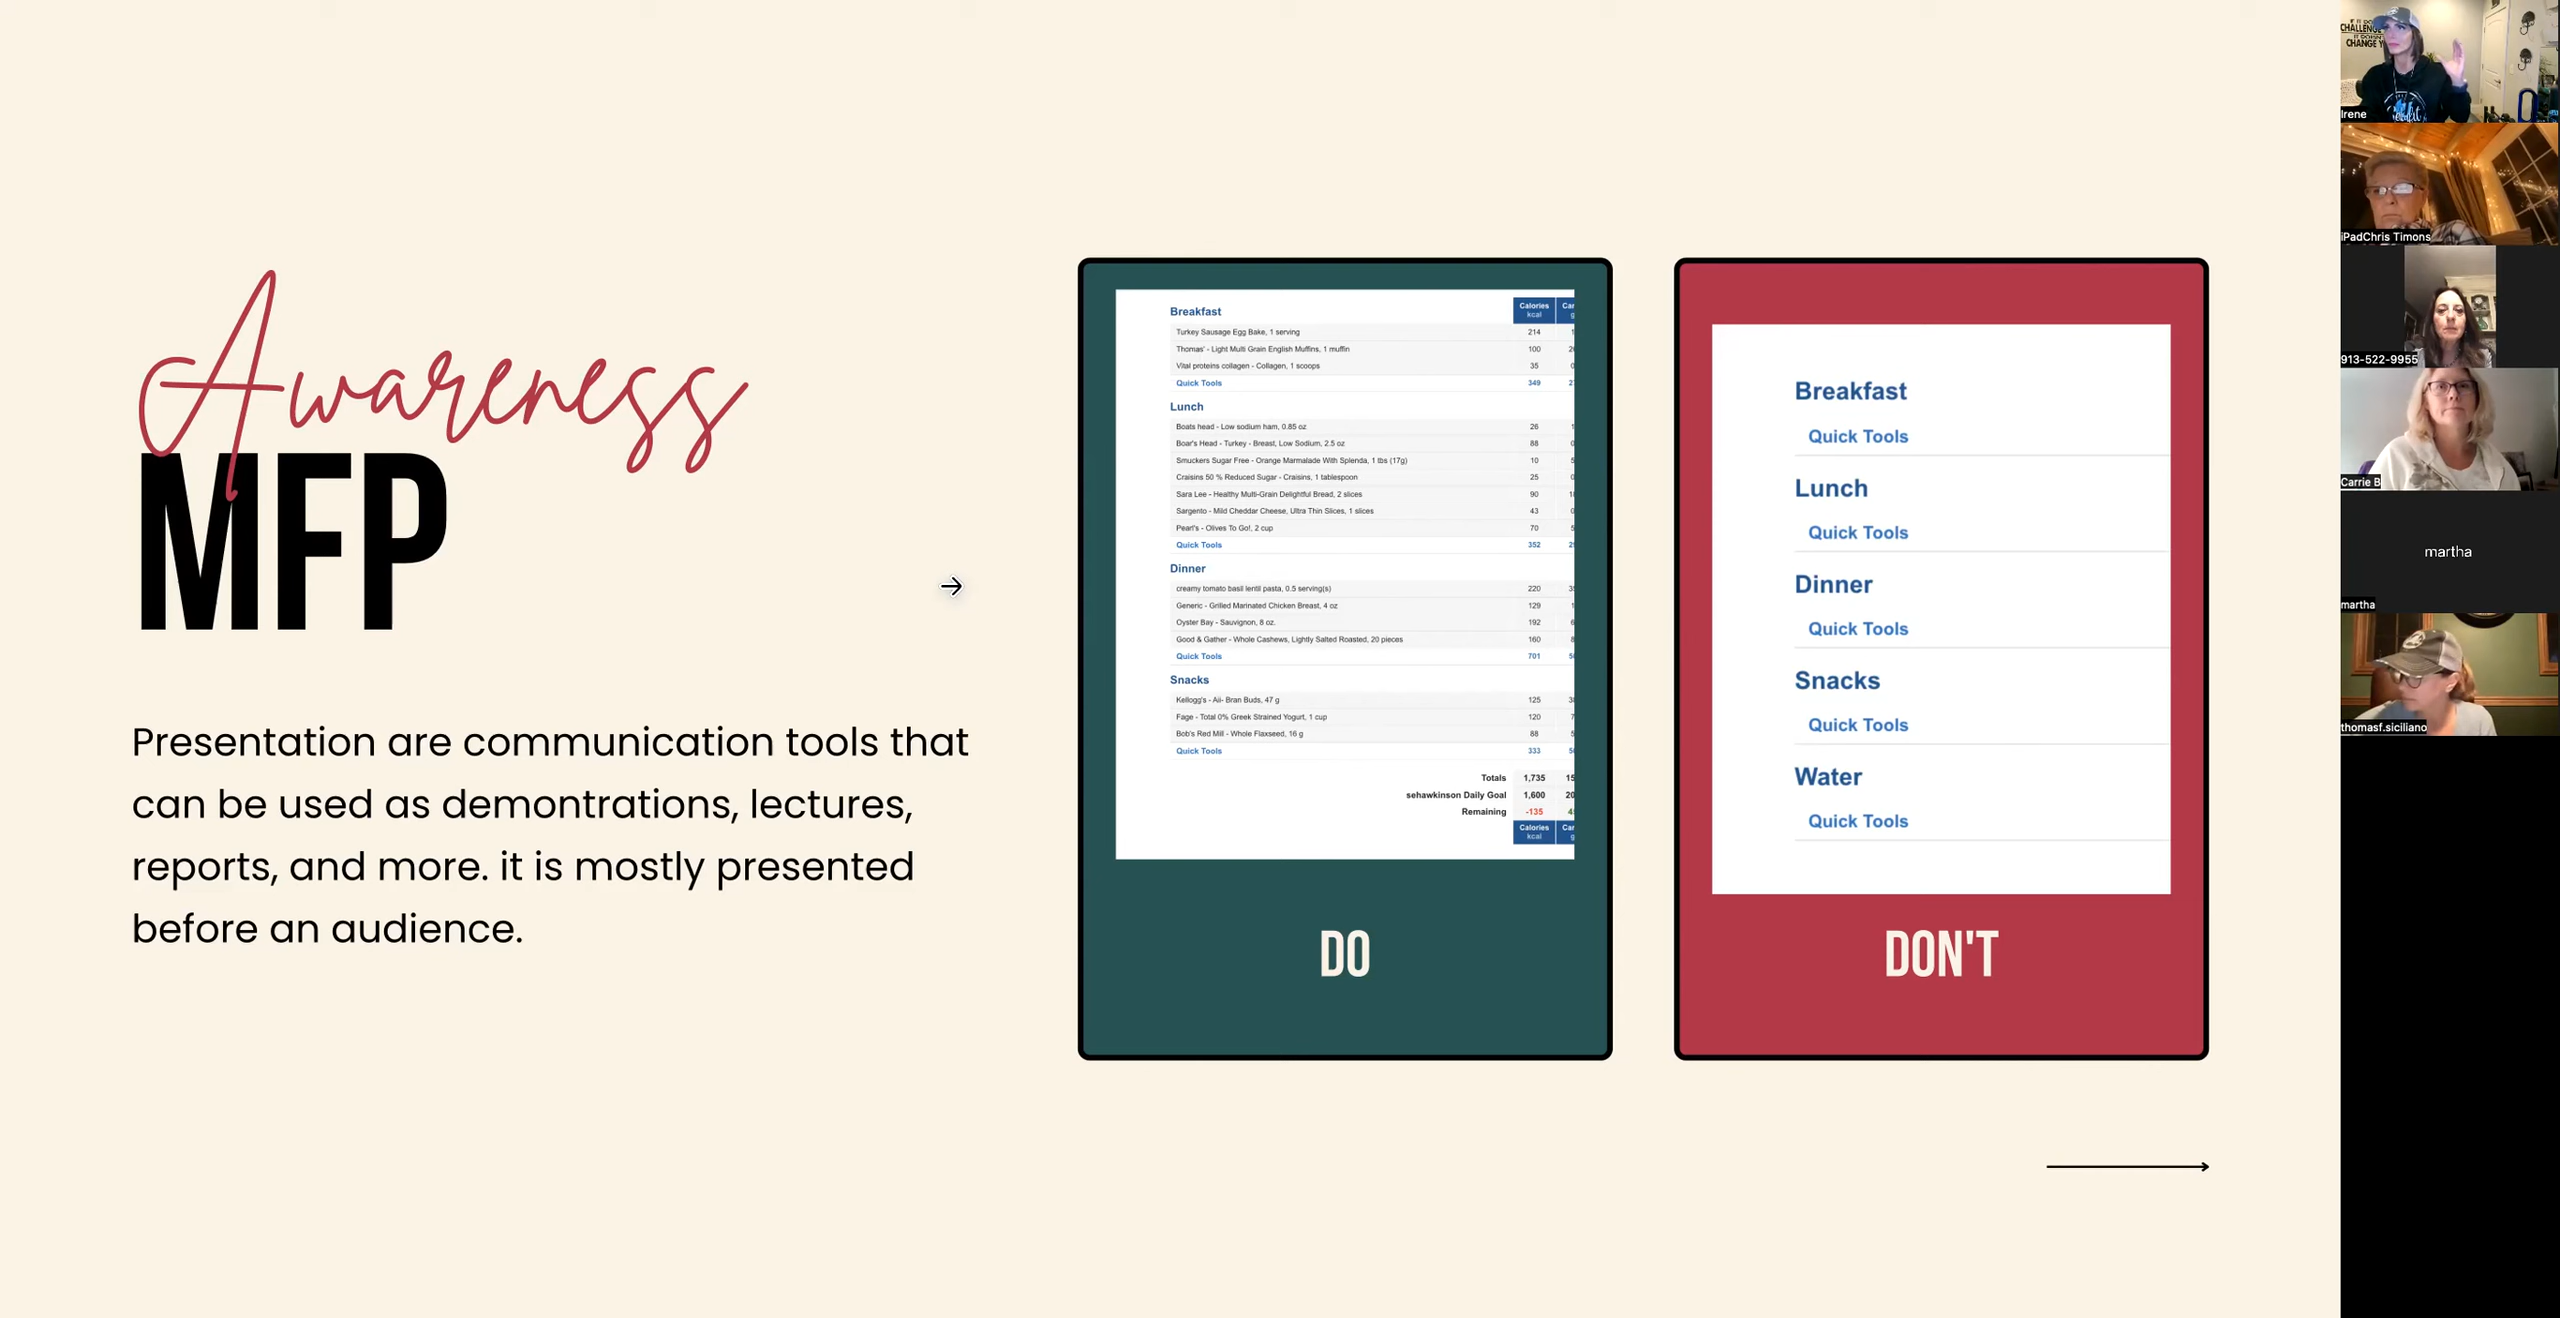 Awareness
MFP
Presentation are communication tools that
can be used as demontrations, lectures,
reports, and more. it is mostly presented
before an audience.
Breakfast Calories kcal
Turkey Sausage Egg Bake, 1 serving 214
Thomas' - Light Multi Grain English Muffins, 1 muffin 100
Vital proteins collagen - Collagen, 1 scoops 35
Quick Tools 349
Lunch
Boats head - Low sodium ham, 0.85 oz 26
Boar's Head - Turkey - Breast, Low Sodium, 2.5 oz 88
Smuckers Sugar Free - Orange Marmalade With Splenda, 1 tbs (17g) 10
Craisins 50 % Reduced Sugar - Craisins, 1 tablespoon 25
Sara Lee - Healthy Multi-Grain Delightful Bread, 2 slices 90
Sargento - Mild Cheddar Cheese, Ultra Thin Slices, 1 slices 43
Pearl's - Olives To Go!, 2 cup 70
Quick Tools 352
Dinner
creamy tomato basil lentil pasta, 0.5 serving(s) 220
Generic - Grilled Marinated Chicken Breast, 4 oz 129
Oyster Bay - Sauvignon, 8 oz. 192
Good & Gather - Whole Cashews, Lightly Salted Roasted, 20 pieces 160
Quick Tools 701
Snacks
Kellogg's - All- Bran Buds, 47 g 125
Fage - Total 0% Greek Strained Yogurt, 1 cup 120
Bob's Red Mill - Whole Flaxseed, 16 g 88
Quick Tools 333
Totals 1,735
sehawkinson Daily Goal 1,600
Remaining -135
Calories kcal
DO
Breakfast
Quick Tools
Lunch
Quick Tools
Dinner
Quick Tools
Snacks
Quick Tools
Water
Quick Tools
DON'T
CHALLENGE
CHANGE Y
Irene
iPadChris Timons
913-522-9955
Carrie B
martha
martha
thomasf.siciliano